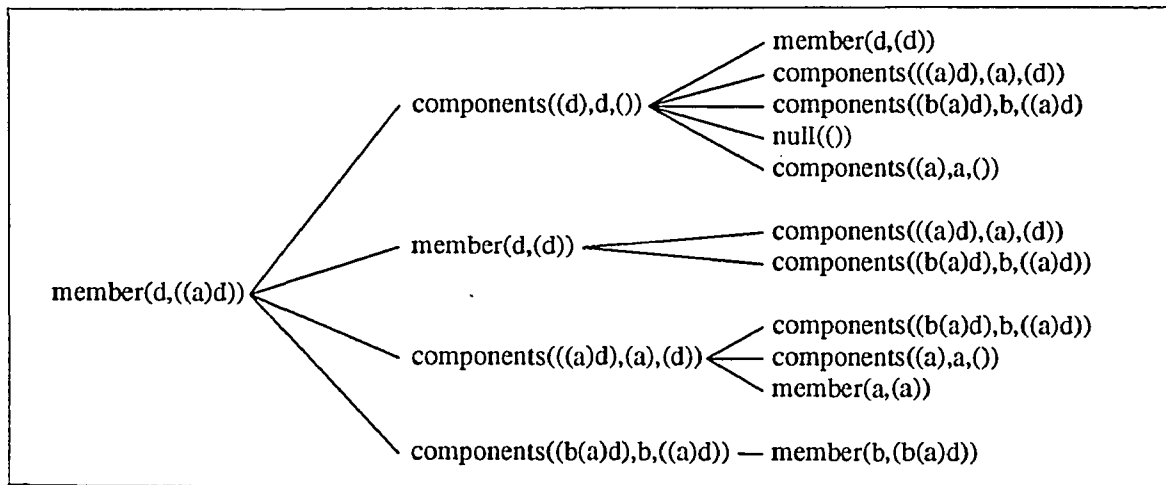 member(d,((a)d))
components((d),d,())
member(d,(d))
components(((a)d),(a),(d))
components((b(a)d),b,((a)d)
null(())
components((a),a,())
member(d,(d))
components(((a)d),(a),(d))
components((b(a)d),b,((a)d))
components(((a)d),(a),(d))
components((b(a)d),b,((a)d))
components((a),a,())
member(a,(a))
components((b(a)d),b,((a)d))
member(b,(b(a)d))